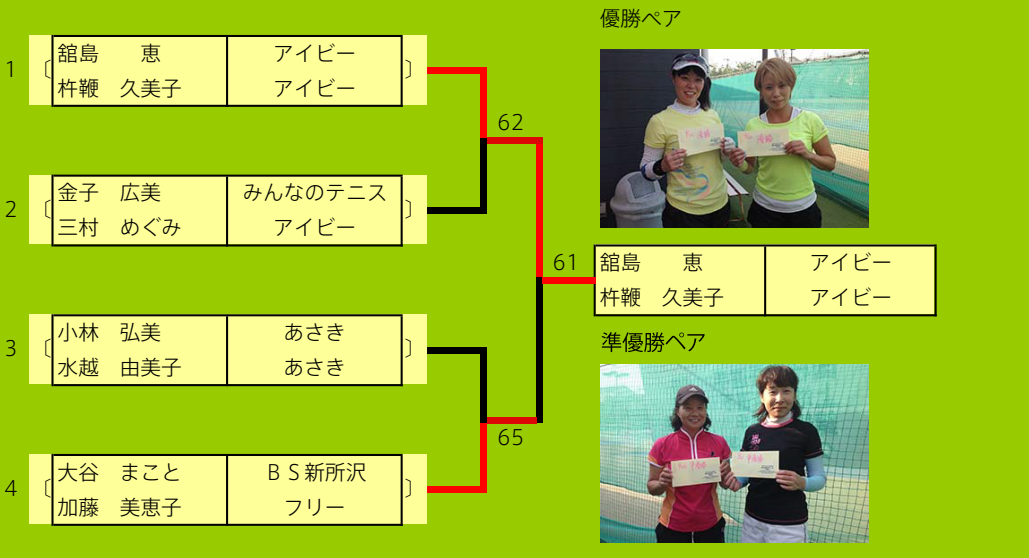 優勝ペア
1 〔 舘島　恵 アイビー 〕
杵鞭　久美子 アイビー
62
2 〔 金子　広美 みんなのテニス 〕
三村　めぐみ アイビー
61
舘島　恵 アイビー
杵鞭　久美子 アイビー
3 〔 小林　弘美 あさき 〕
水越　由美子 あさき
準優勝ペア
65
4 〔 大谷　まこと ＢＳ新所沢 〕
加藤　美恵子 フリー